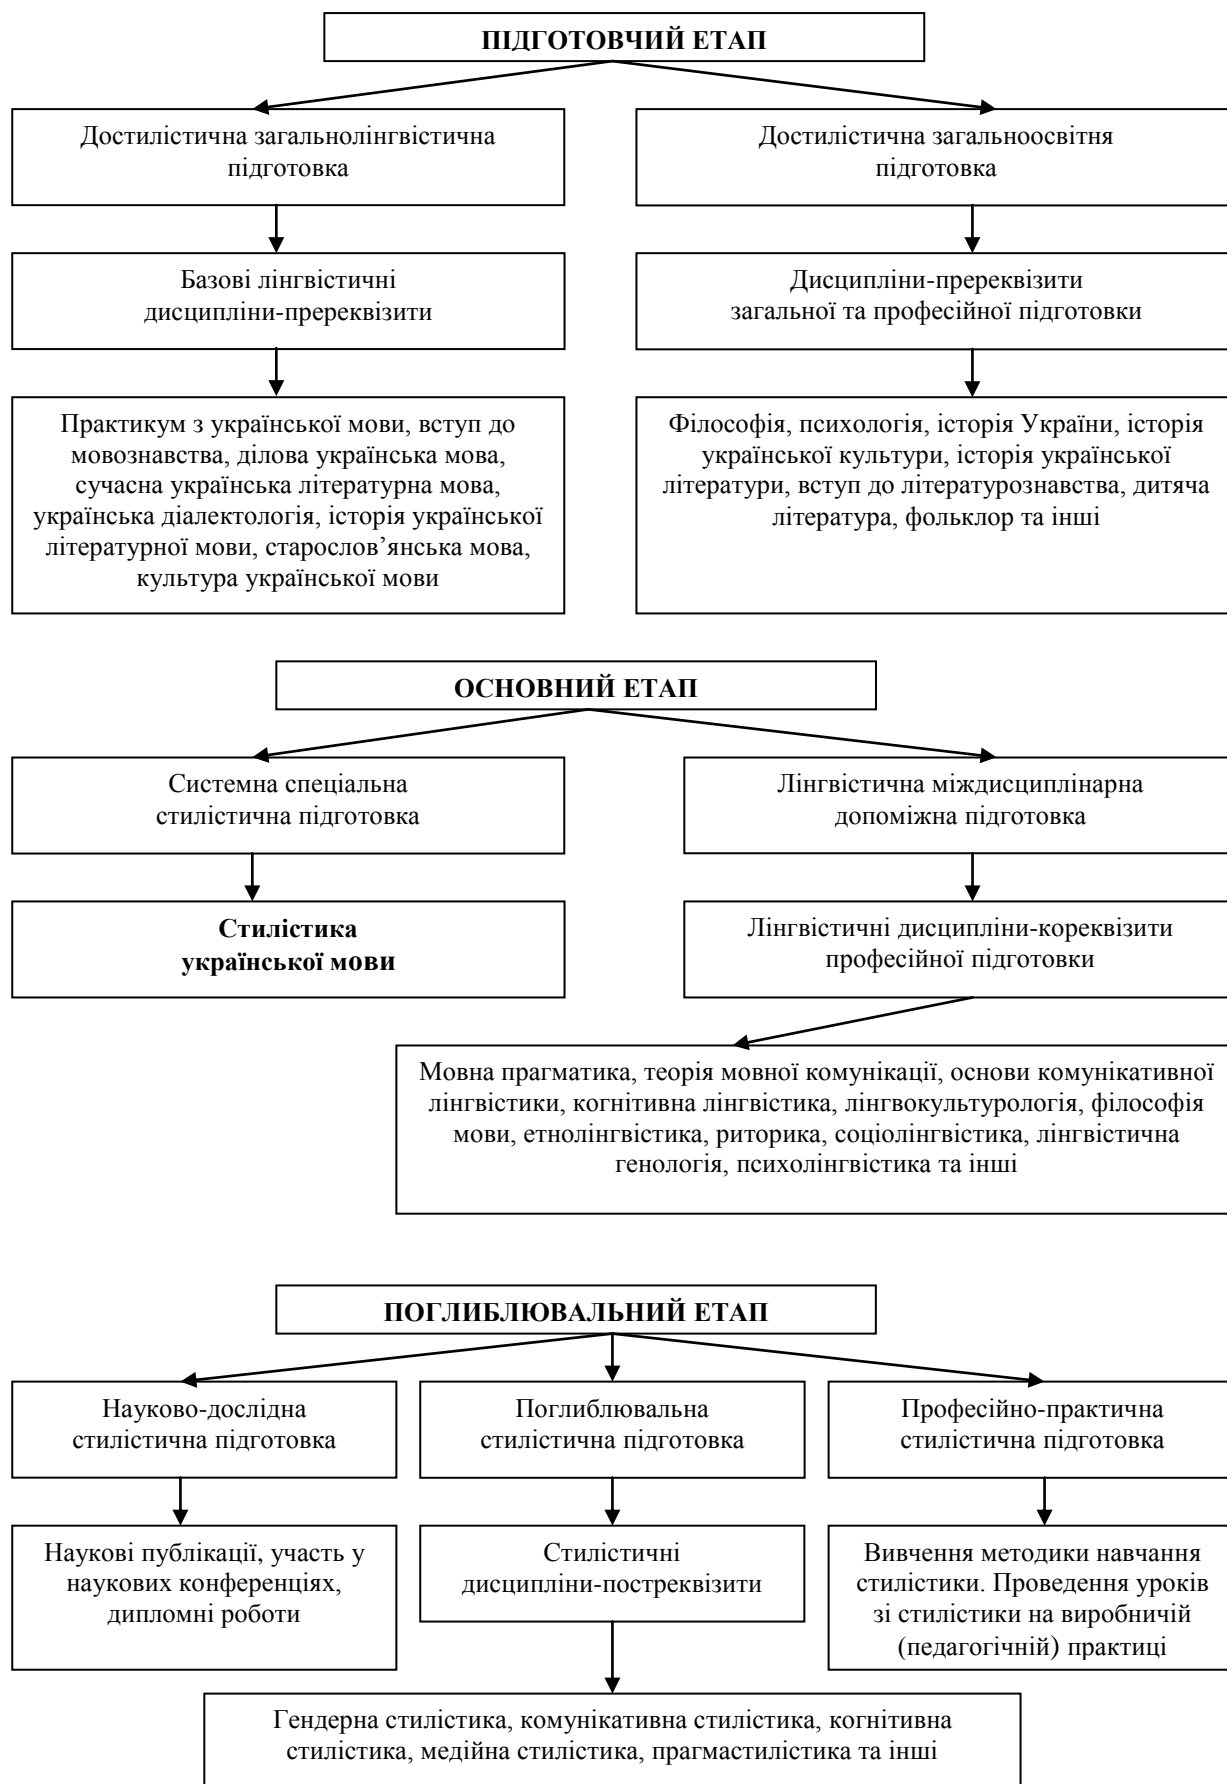 ПІДГОТОВЧИЙ ЕТАП
Достилістична загальнолінгвістична
підготовка
Достилістична загальноосвітня
підготовка
Базові лінгвістичні
дисципліни-пререквізити
Дисципліни-пререквізити
загальної та професійної підготовки
Практикум з української мови, вступ до
мовознавства, ділова українська мова,
сучасна українська літературна мова,
українська діалектологія, історія української
літературної мови, старослов’янська мова,
культура української мови
Філософія, психологія, історія України, історія
української культури, історія української
літератури, вступ до літературознавства, дитяча
література, фольклор та інші
ОСНОВНИЙ ЕТАП
Системна спеціальна
стилістична підготовка
Лінгвістична міждисциплінарна
допоміжна підготовка
Стилістика
української мови
Лінгвістичні дисципліни-кореквізити
професійної підготовки
Мовна прагматика, теорія мовної комунікації, основи комунікативної
лінгвістики, когнітивна лінгвістика, лінгвокультурологія, філософія
мови, етнолінгвістика, риторика, соціолінгвістика, лінгвістична
генологія, психолінгвістика та інші
ПОГЛИБЛЮВАЛЬНИЙ ЕТАП
Науково-дослідна
стилістична підготовка
Поглиблювальна
стилістична підготовка
Професійно-практична
стилістична підготовка
Наукові публікації, участь у
наукових конференціях,
дипломні роботи
Стилістичні
дисципліни-постреквізити
Вивчення методики навчання
стилістики. Проведення уроків
зі стилістики на виробничій
(педагогічній) практиці
Гендерна стилістика, комунікативна стилістика, когнітивна
стилістика, медійна стилістика, прагмастилістика та інші